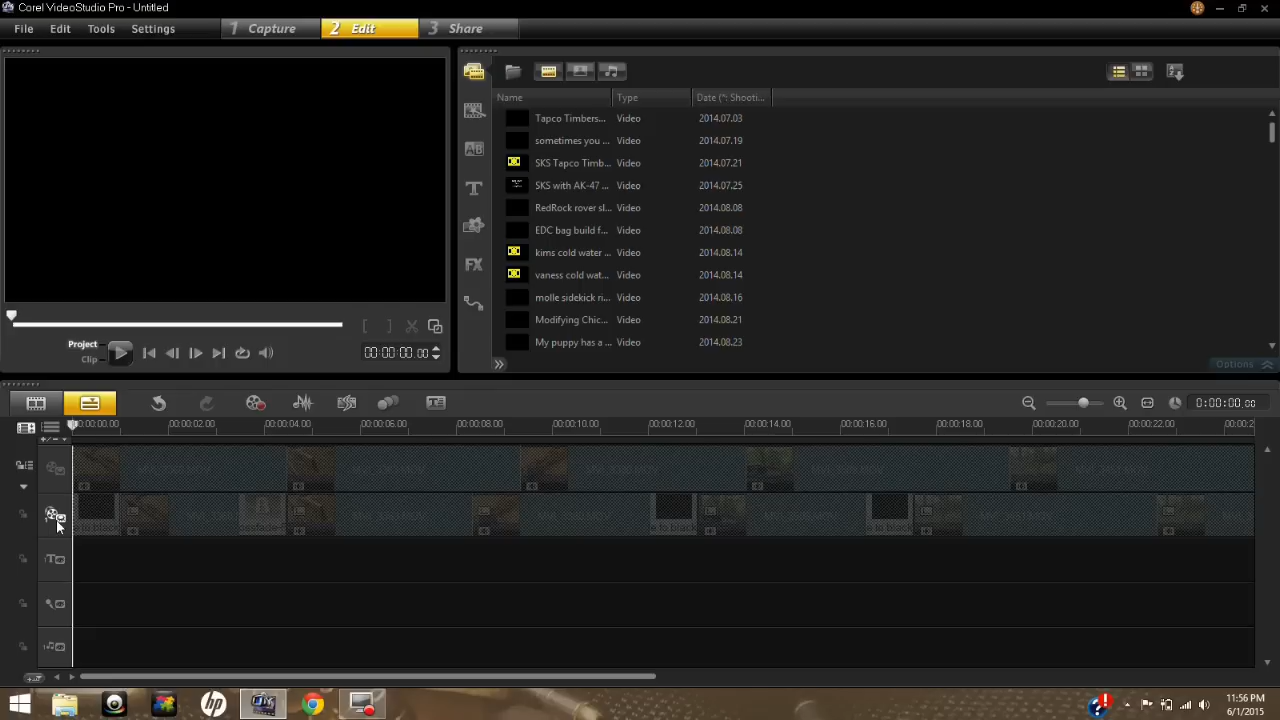 Corel VideoStudio Pro - Untitled
File Edit Tools Settings 1 Capture 2 Edit 3 Share
Name Type Date (*: Shooti...
Tapco Timbers... Video 2014.07.03
sometimes you ... Video 2014.07.19
SKS Tapco Timb... Video 2014.07.21
SKS with AK-47 ... Video 2014.07.25
RedRock rover sl... Video 2014.08.08
EDC bag build f... Video 2014.08.08
kims cold water ... Video 2014.08.14
vaness cold wat... Video 2014.08.14
molle sidekick ri... Video 2014.08.16
Modifying Chic... Video 2014.08.21
My puppy has a ... Video 2014.08.23
AB
T
FX
Project
Clip
00:00:00.00
Options
0:00:00.00
00:00:00.00 00:00:02.00 00:00:04.00 00:00:06.00 00:00:08.00 00:00:10.00 00:00:12.00 00:00:14.00 00:00:16.00 00:00:18.00 00:00:20.00 00:00:22.00 00:00:2
e to black e to black e to black
11:56 PM
6/1/2015